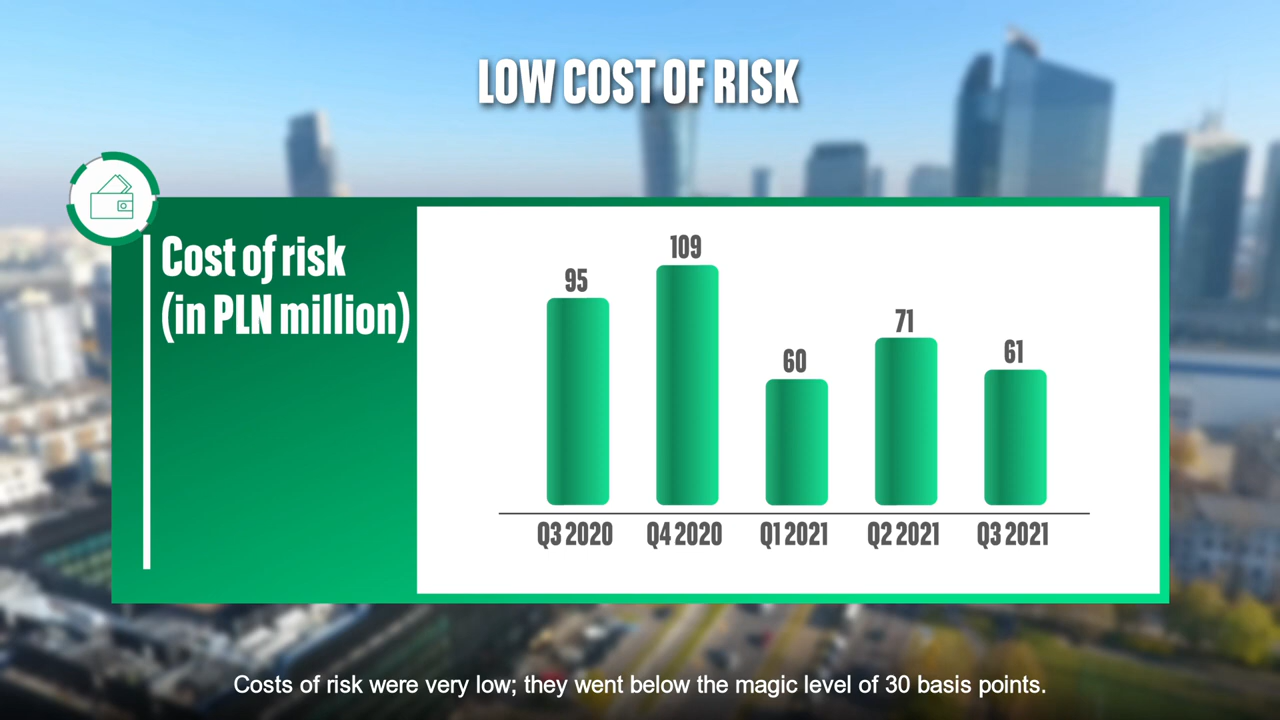 LOW COST OF RISK
Cost of risk
(in PLN million)
95
109
60
71
61
Q3 2020
Q4 2020
Q1 2021
Q2 2021
Q3 2021
Costs of risk were very low; they went below the magic level of 30 basis points.